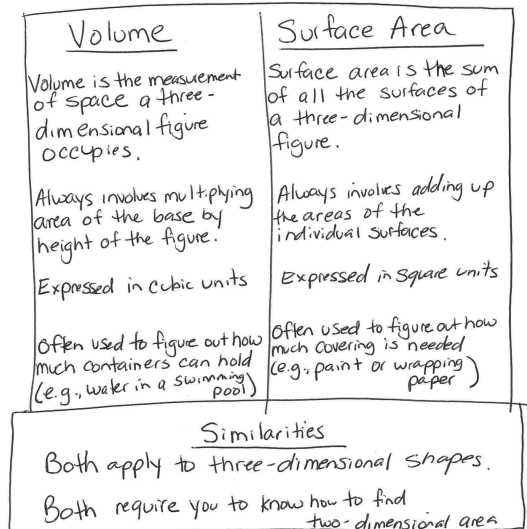 Volume
Volume is the measurement
of space a three-
dimensional figure
occupies.
Always involves multiplying
area of the base by
height of the figure.
Expressed in cubic units
Often used to figure out how
much containers can hold
(e.g., water in a swimming
pool)
Surface Area
Surface area is the sum
of all the surfaces of
a three-dimensional
figure.
Always involves adding up
the areas of the
individual surfaces.
Expressed in square units
Often used to figure out how
much covering is needed
(e.g., paint or wrapping
paper)
Similarities
Both apply to three-dimensional shapes.
Both require you to know how to find
two-dimensional area